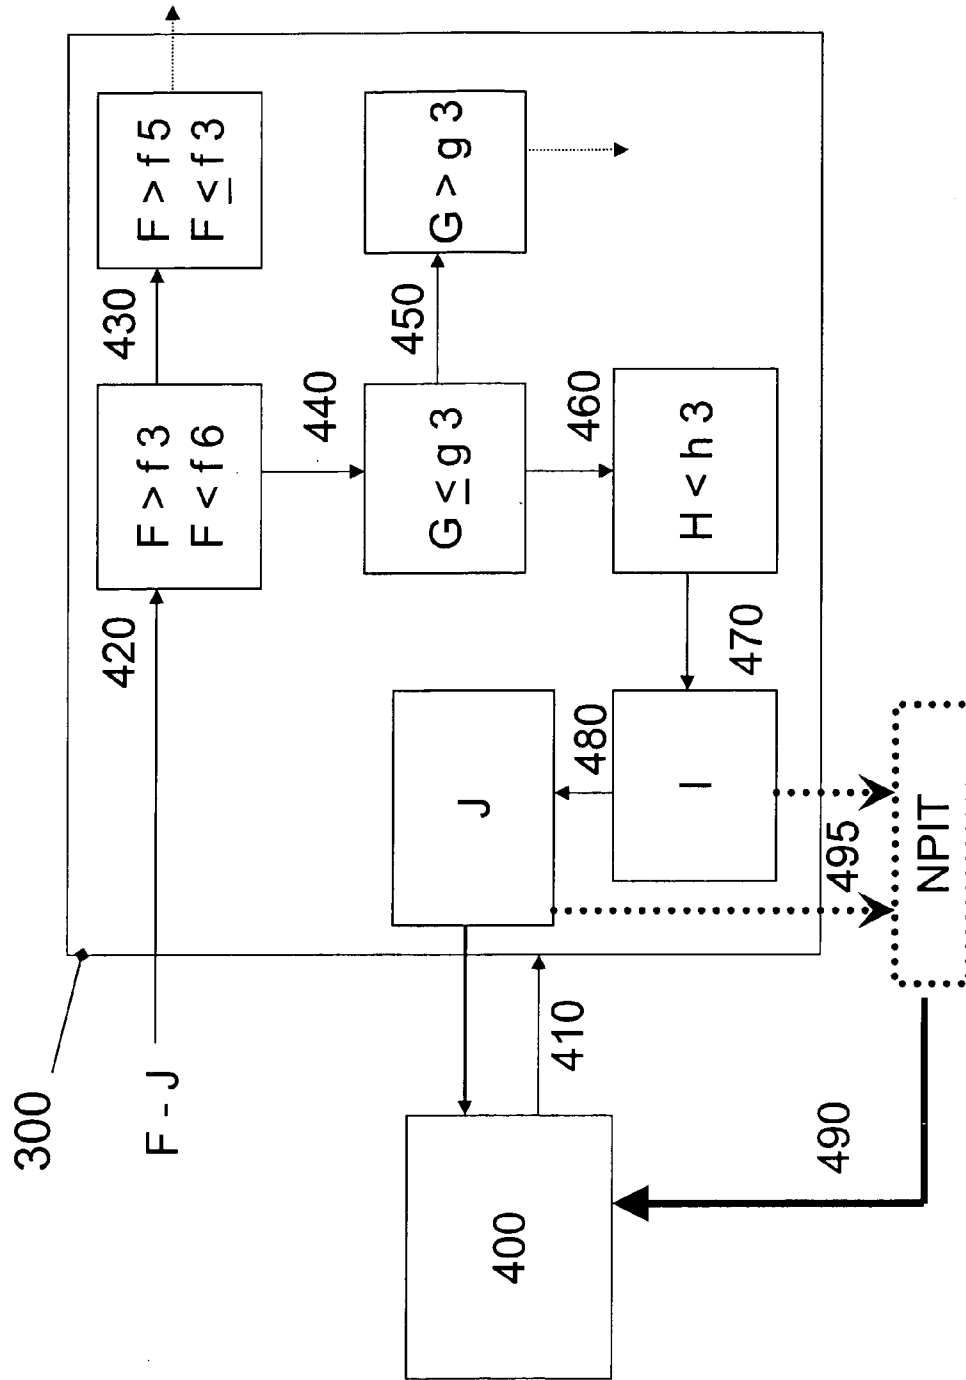 300
F - J
420
F > f 3
F < f 6
430
F > f 5
F ≤ f 3
440
G ≤ g 3
450
G > g 3
460
H < h 3
470
I
480
J
400
410
495
NPIT
490